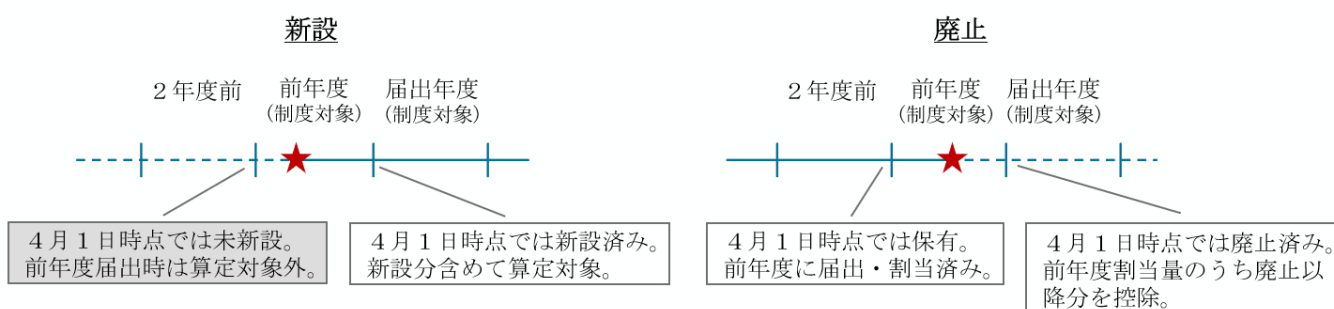 新設
2年度前
前年度
(制度対象)
届出年度
(制度対象)
4月1日時点では未新設。
前年度届出時は算定対象外。
4月1日時点では新設済み。
新設分含めて算定対象。
廃止
2年度前
前年度
(制度対象)
届出年度
(制度対象)
4月1日時点では保有。
前年度に届出・割当済み。
4月1日時点では廃止済み。
前年度割当量のうち廃止以
降分を控除。